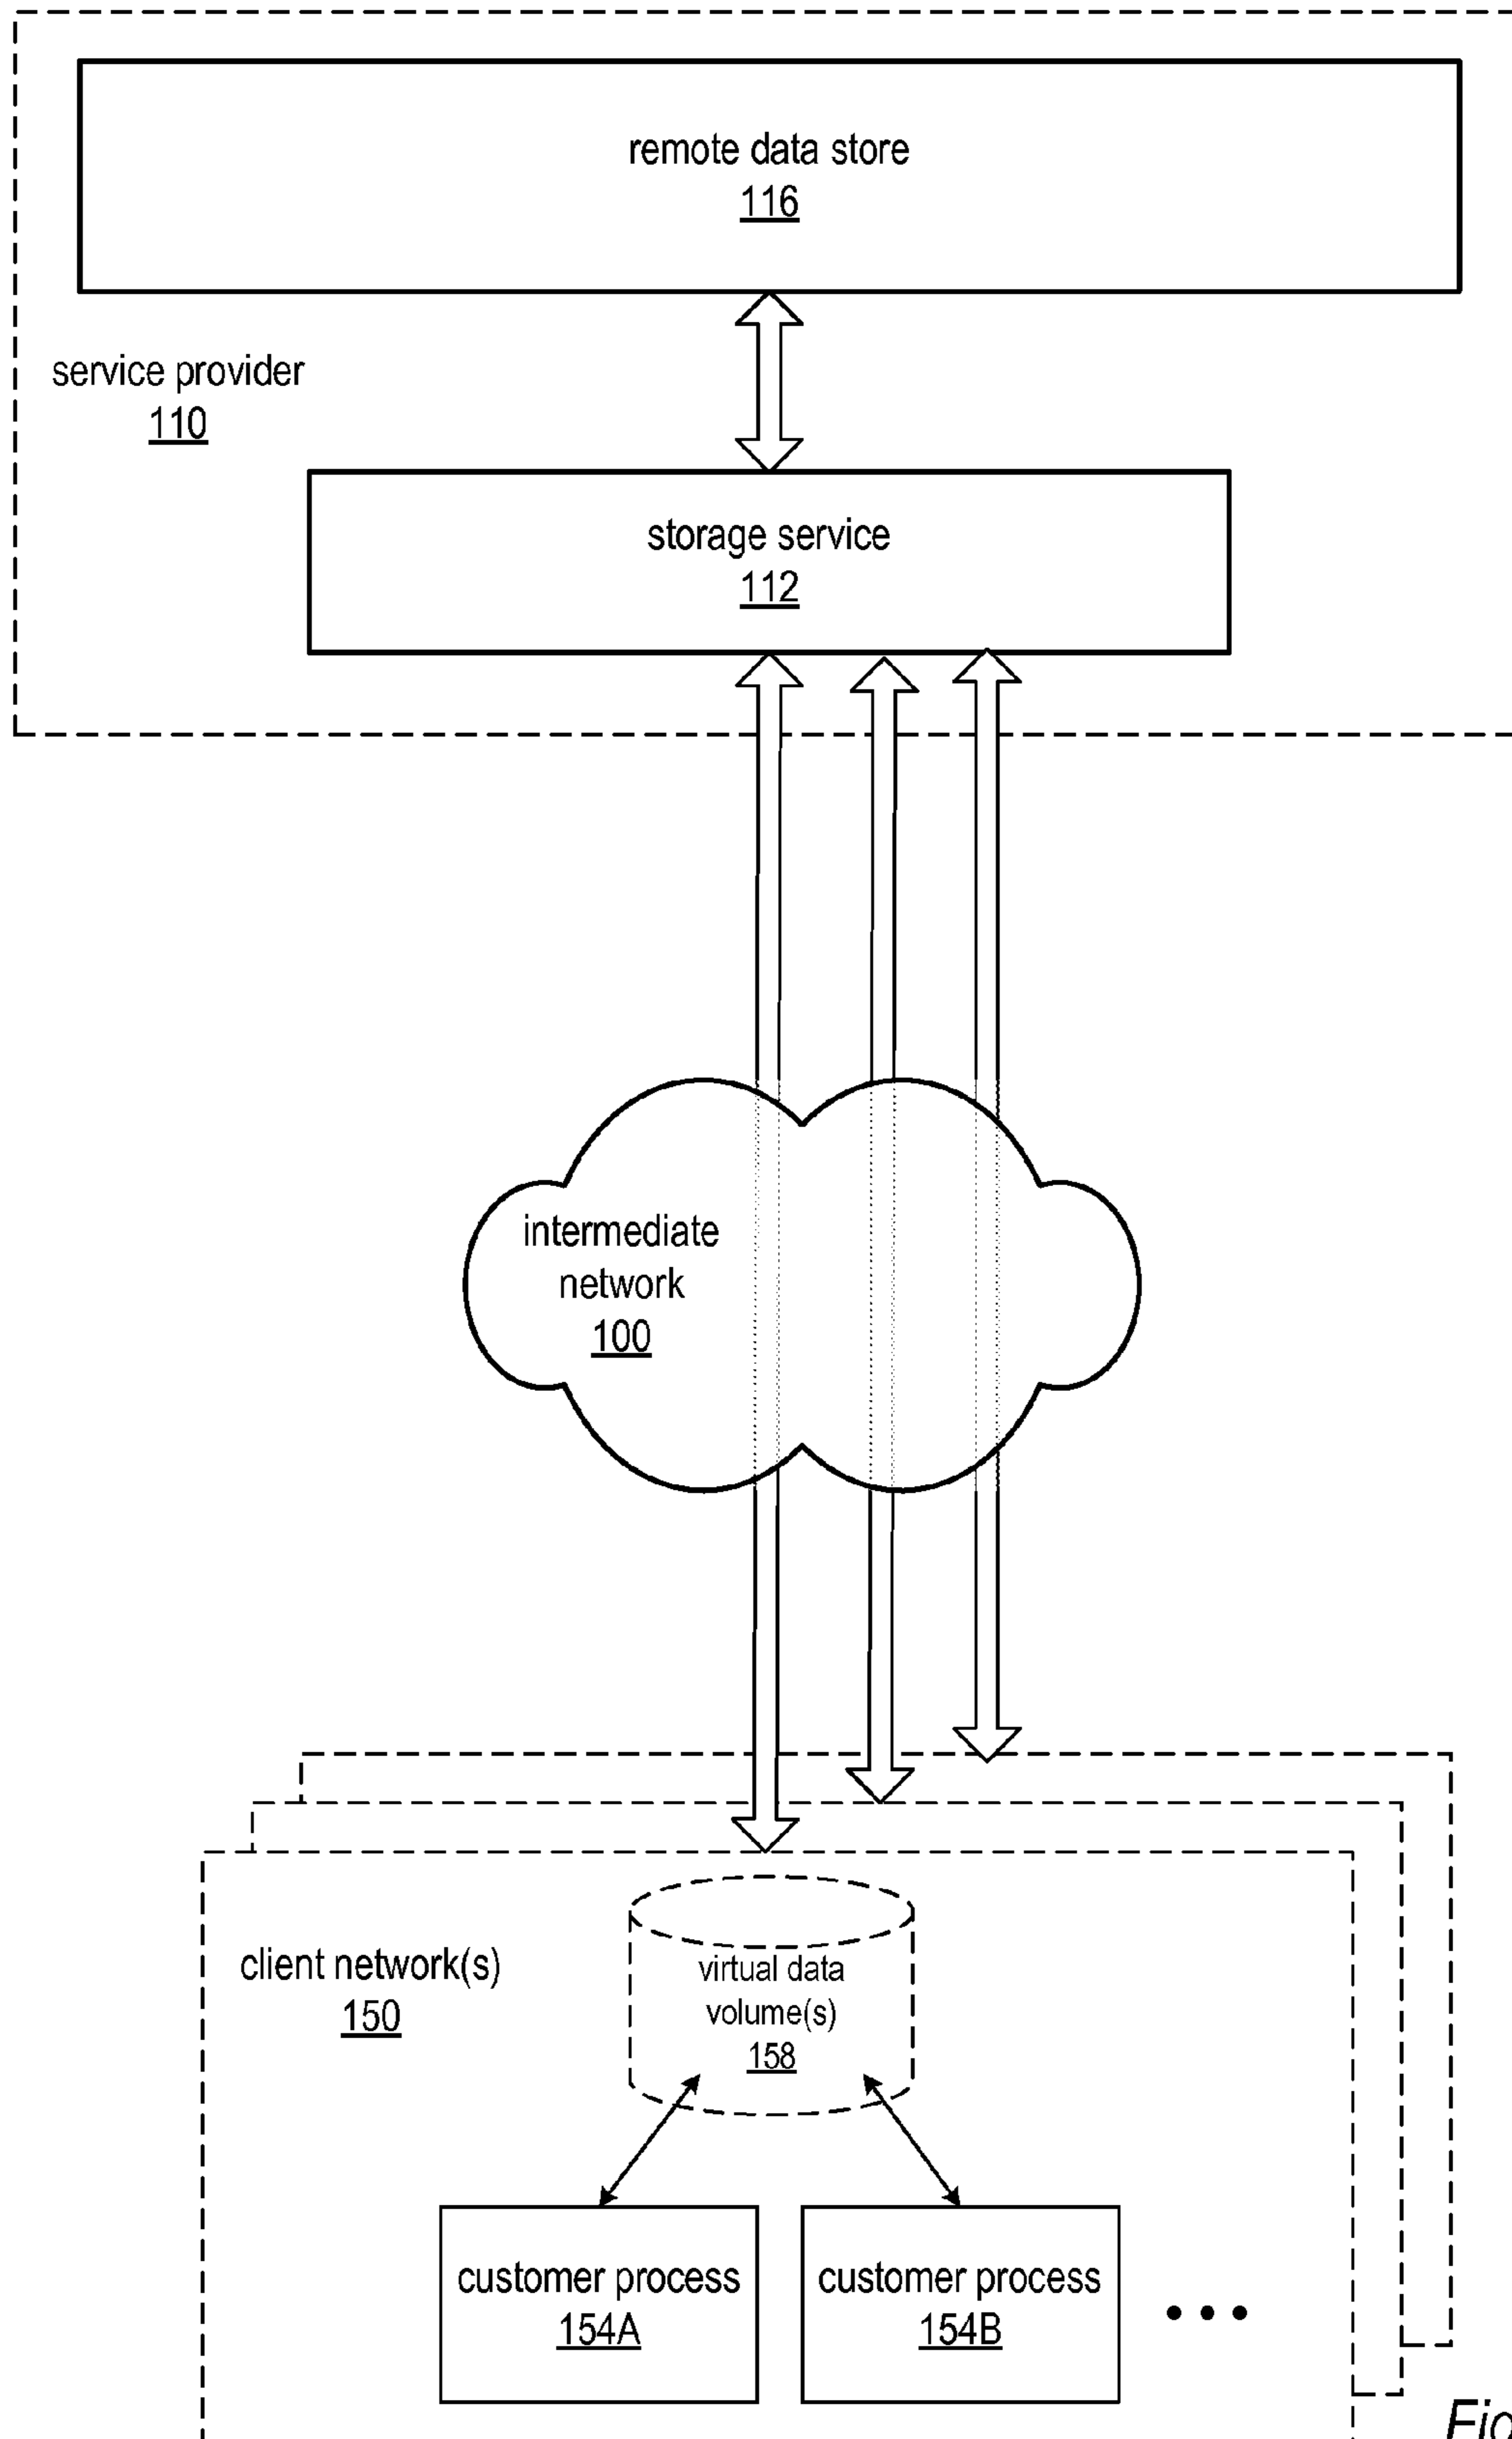 remote data store
116
service provider
110
storage service
112
intermediate
network
100
client network(s)
150
virtual data
volume(s)
158
customer process
154A
customer process
154B